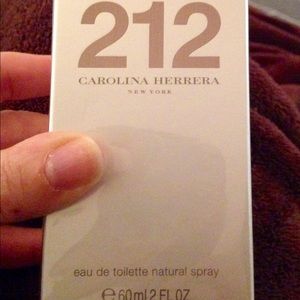 212
CAROLINA HERRERA
NEW YORK
eau de toilette natural spray
℮ 60ml 2 FL OZ